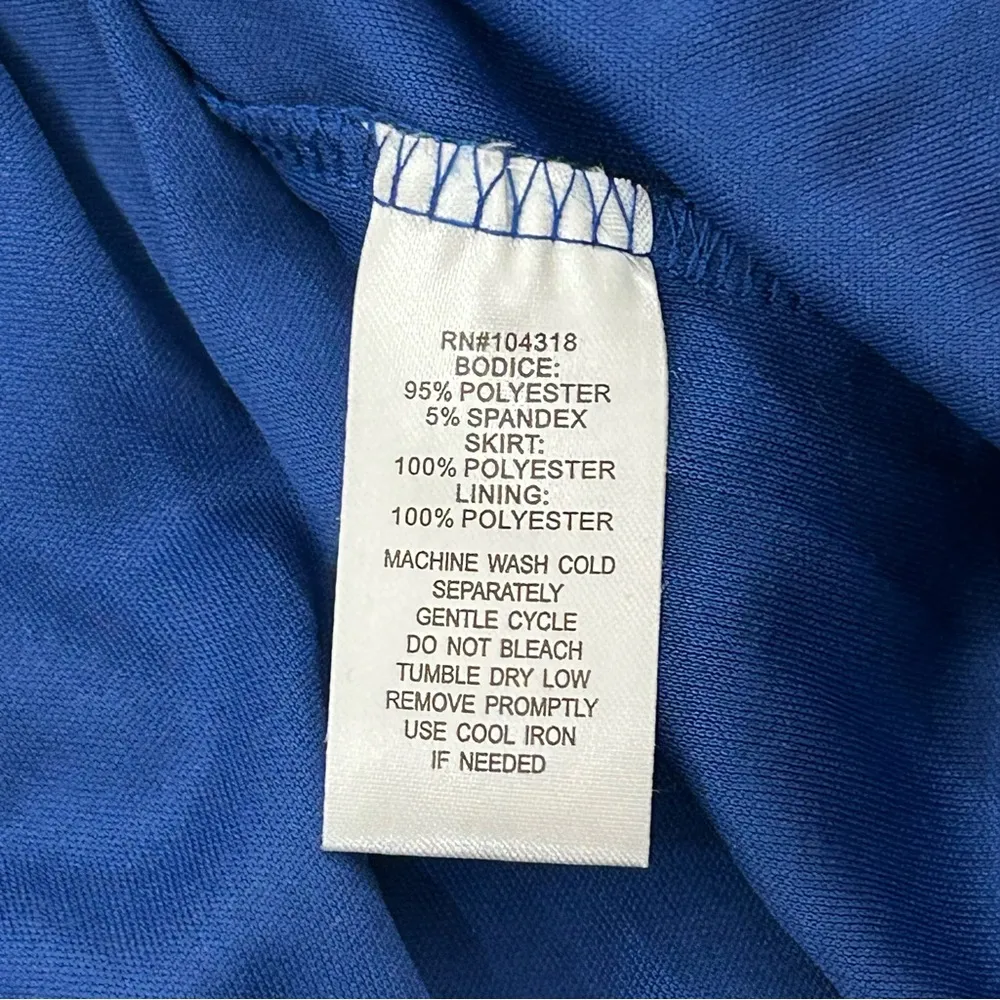 RN#104318
BODICE:
95% POLYESTER
5% SPANDEX
SKIRT:
100% POLYESTER
LINING:
100% POLYESTER
MACHINE WASH COLD
SEPARATELY
GENTLE CYCLE
DO NOT BLEACH
TUMBLE DRY LOW
REMOVE PROMPTLY
USE COOL IRON
IF NEEDED